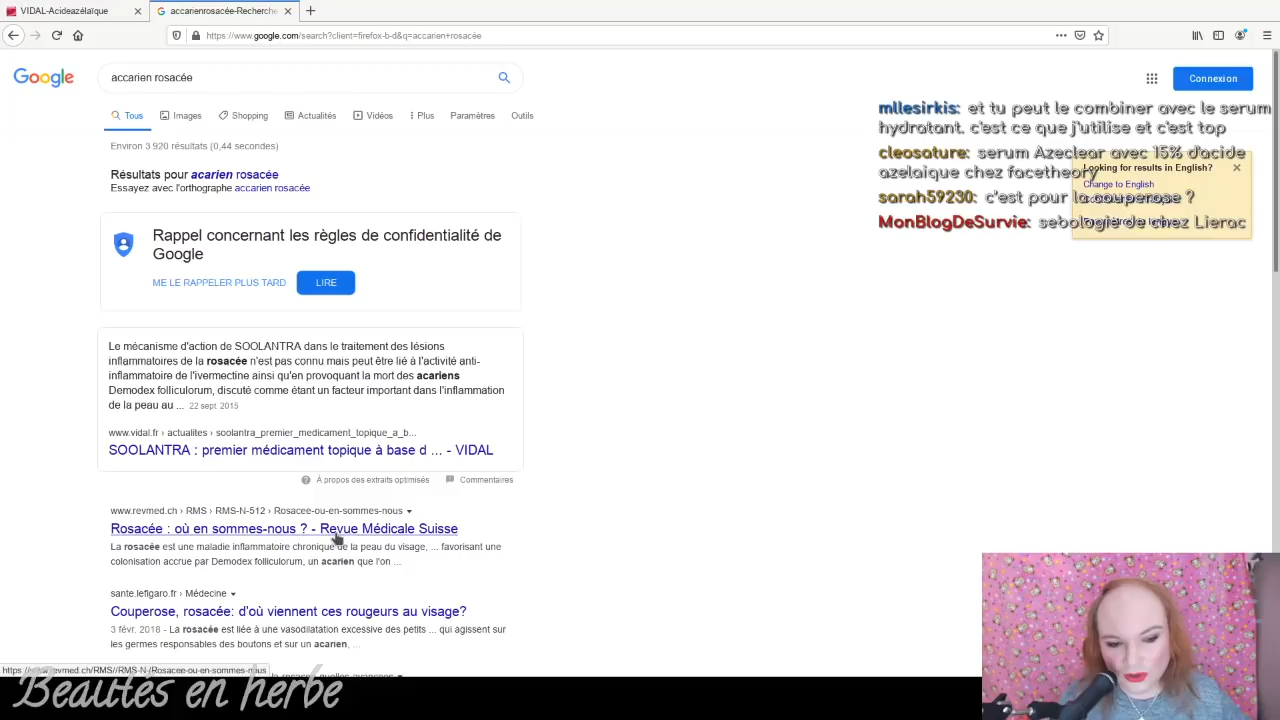 VIDAL-Acideazélaïque
accarienrosacée-Recherche
https://www.google.com/search?client=firefox-b-d&q=accarien+rosacée
Google
accarien rosacée
Connexion
Tous
Images
Shopping
Actualités
Vidéos
Plus
Paramètres
Outils
Environ 3 920 résultats (0,44 secondes)
Résultats pour acarien rosacée
Essayez avec l'orthographe accarien rosacée
Rappel concernant les règles de confidentialité de
Google
ME LE RAPPELER PLUS TARD
LIRE
Le mécanisme d'action de SOOLANTRA dans le traitement des lésions
inflammatoires de la rosacée n'est pas connu mais peut être lié à l'activité anti-
inflammatoire de l'ivermectine ainsi qu'en provoquant la mort des acariens
Demodex folliculorum, discuté comme étant un facteur important dans l'inflammation
de la peau au ... 22 sept. 2015
www.vidal.fr › actualites › soolantra_premier_medicament_topique_a_b...
SOOLANTRA : premier médicament topique à base d ... - VIDAL
À propos des extraits optimisés
Commentaires
www.revmed.ch › RMS › RMS-N-512 › Rosacee-ou-en-sommes-nous
Rosacée : où en sommes-nous ? - Revue Médicale Suisse
La rosacée est une maladie inflammatoire chronique de la peau du visage, ... favorisant une
colonisation accrue par Demodex folliculorum, un acarien que l'on ...
sante.lefigaro.fr › Médecine
Couperose, rosacée: d'où viennent ces rougeurs au visage?
3 févr. 2018 - La rosacée est liée à une vasodilatation excessive des petits ... qui agissent sur
les germes responsables des boutons et sur un acarien, ...
mllesirkis: et tu peut le combiner avec le serum
hydratant. c'est ce que j'utilise et c'est top
cleosature: serum Azeclear avec 15% d'acide
azelaique chez facetheory
sarah59230: c'est pour la couperose ?
MonBlogDeSurvie: sebologie de chez Lierac
Looking for results in English?
Change to English
Beautés en herbe